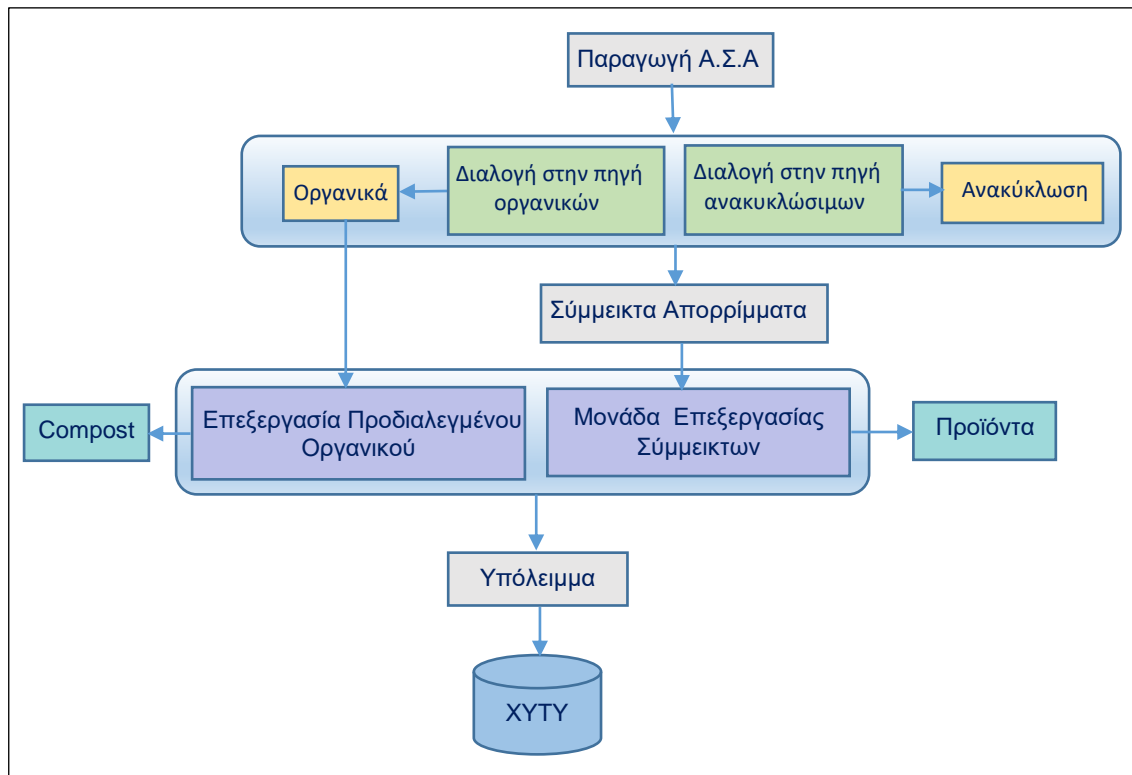 Παραγωγή Α.Σ.Α
Οργανικά
Διαλογή στην πηγή
οργανικών
Διαλογή στην πηγή
ανακυκλώσιμων
Ανακύκλωση
Σύμμεικτα Απορρίμματα
Compost
Επεξεργασία Προδιαλεγμένου
Οργανικού
Μονάδα Επεξεργασίας
Σύμμεικτων
Προϊόντα
Υπόλειμμα
ΧΥΤΥ